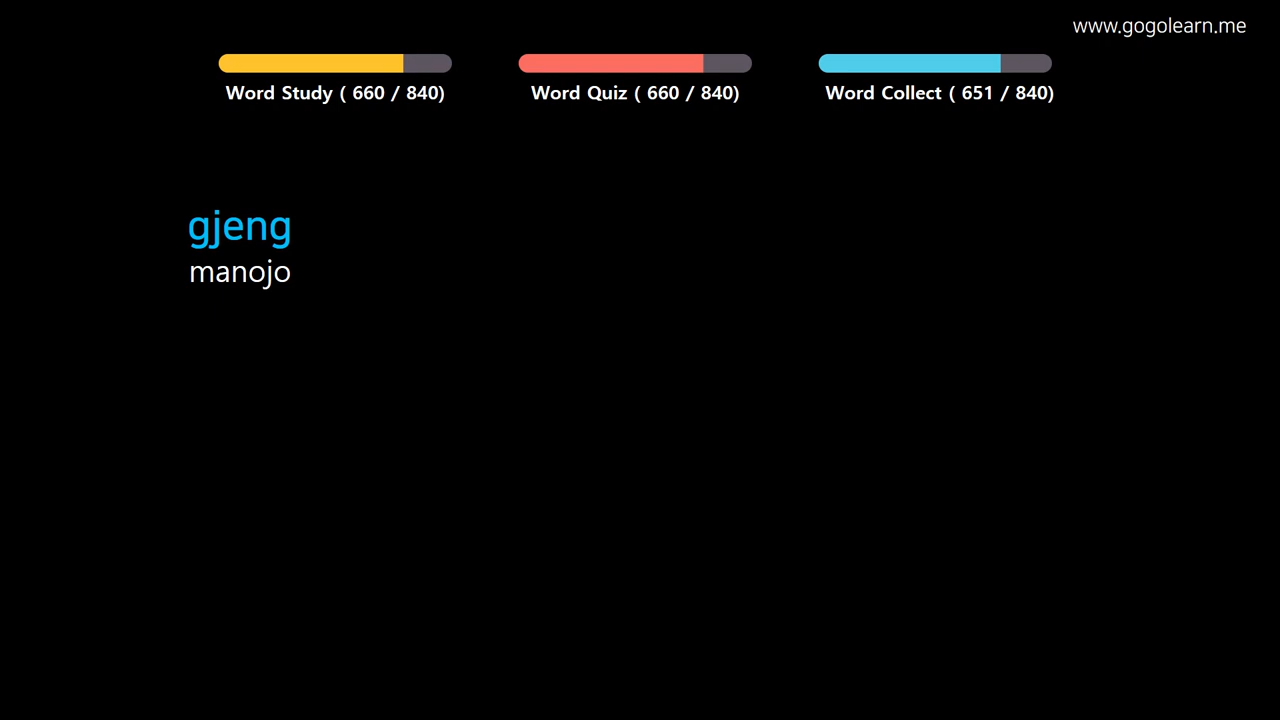 www.gogolearn.me
Word Study ( 660 / 840)
Word Quiz ( 660 / 840)
Word Collect ( 651 / 840)
gjeng
manojo